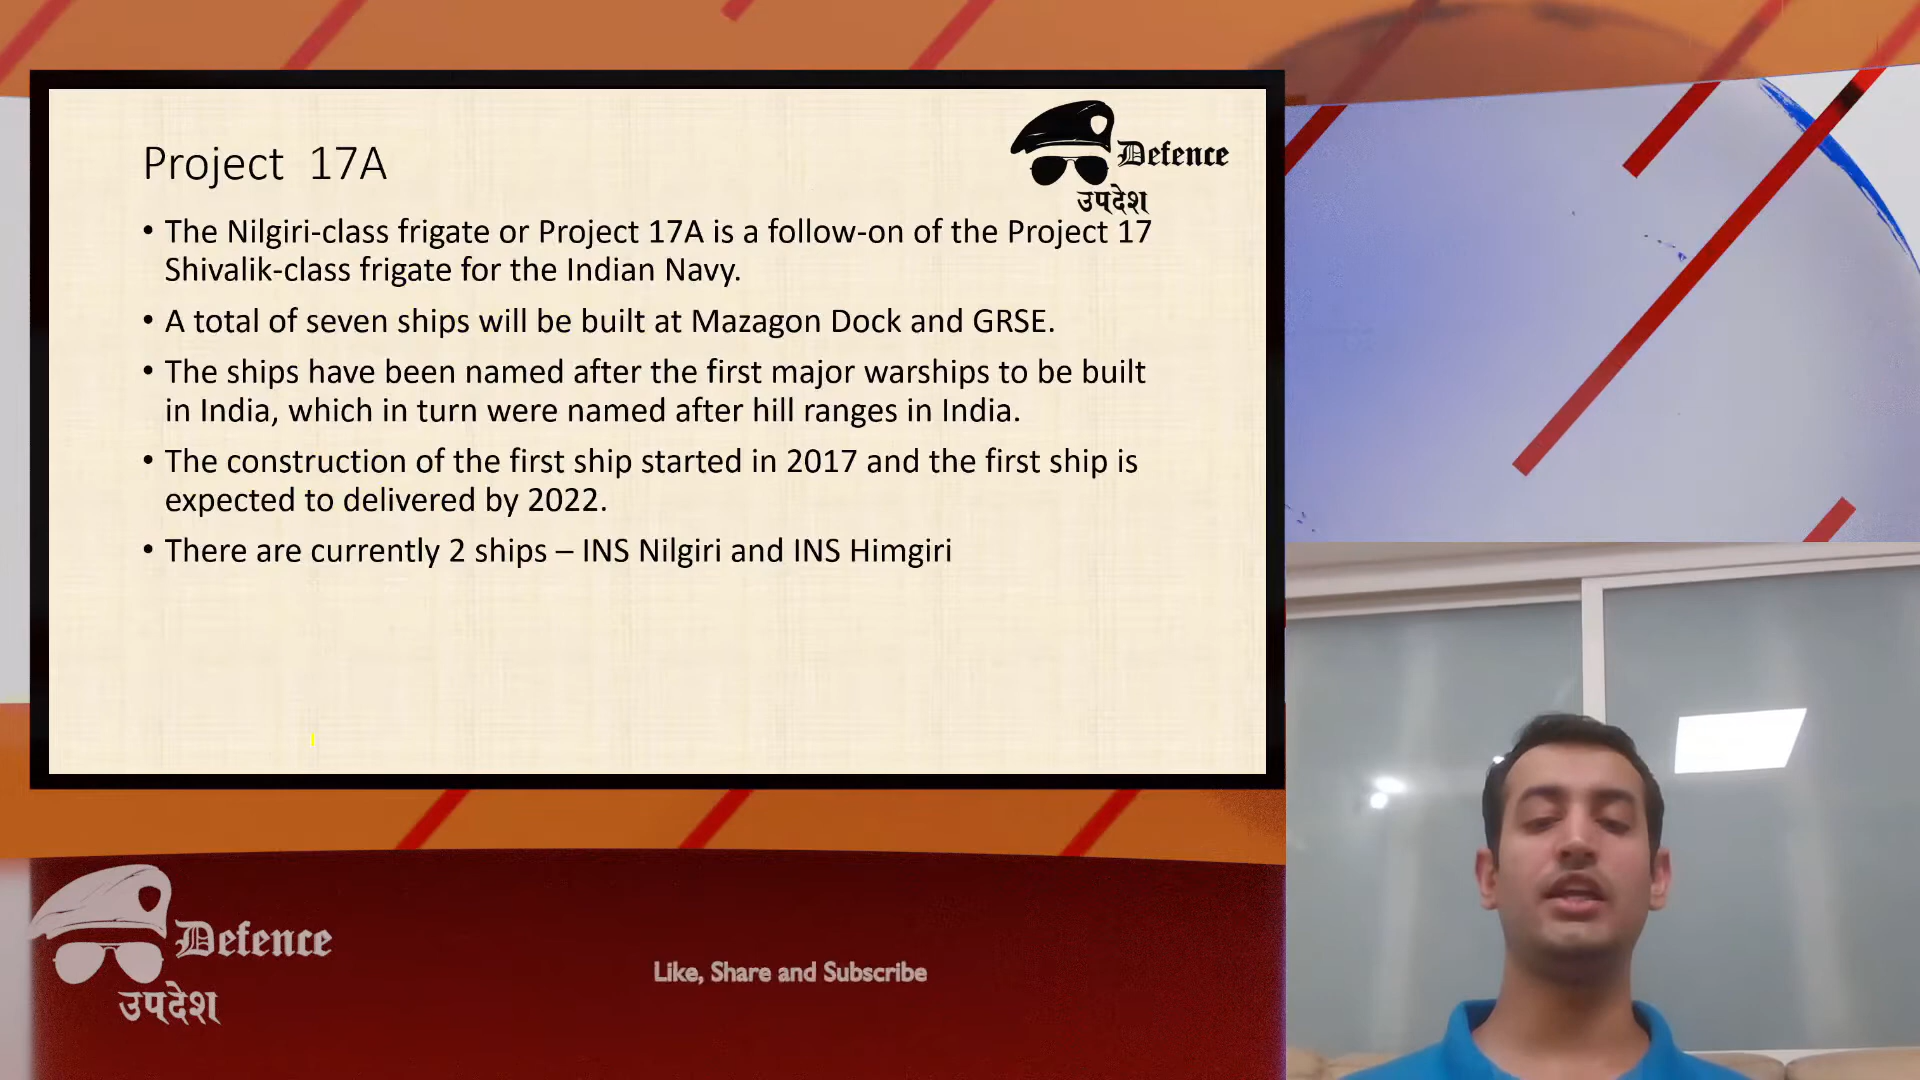 Project 17A
Defence
उपदेश
• The Nilgiri-class frigate or Project 17A is a follow-on of the Project 17
Shivalik-class frigate for the Indian Navy.
• A total of seven ships will be built at Mazagon Dock and GRSE.
• The ships have been named after the first major warships to be built
in India, which in turn were named after hill ranges in India.
• The construction of the first ship started in 2017 and the first ship is
expected to delivered by 2022.
• There are currently 2 ships – INS Nilgiri and INS Himgiri
Defence
उपदेश
Like, Share and Subscribe